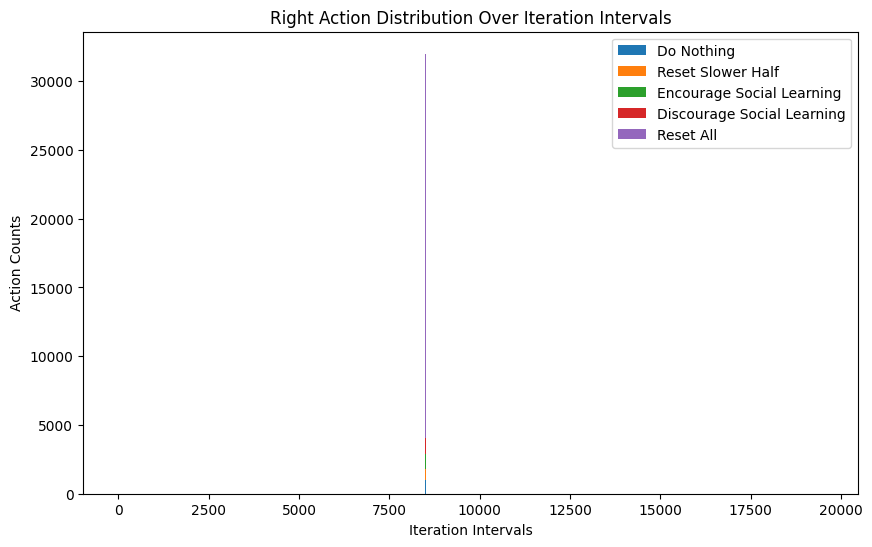 Right Action Distribution Over Iteration Intervals
Do Nothing
Reset Slower Half
Encourage Social Learning
Discourage Social Learning
Reset All
30000
25000
20000
15000
10000
5000
0
Action Counts
0 2500 5000 7500 10000 12500 15000 17500 20000
Iteration Intervals